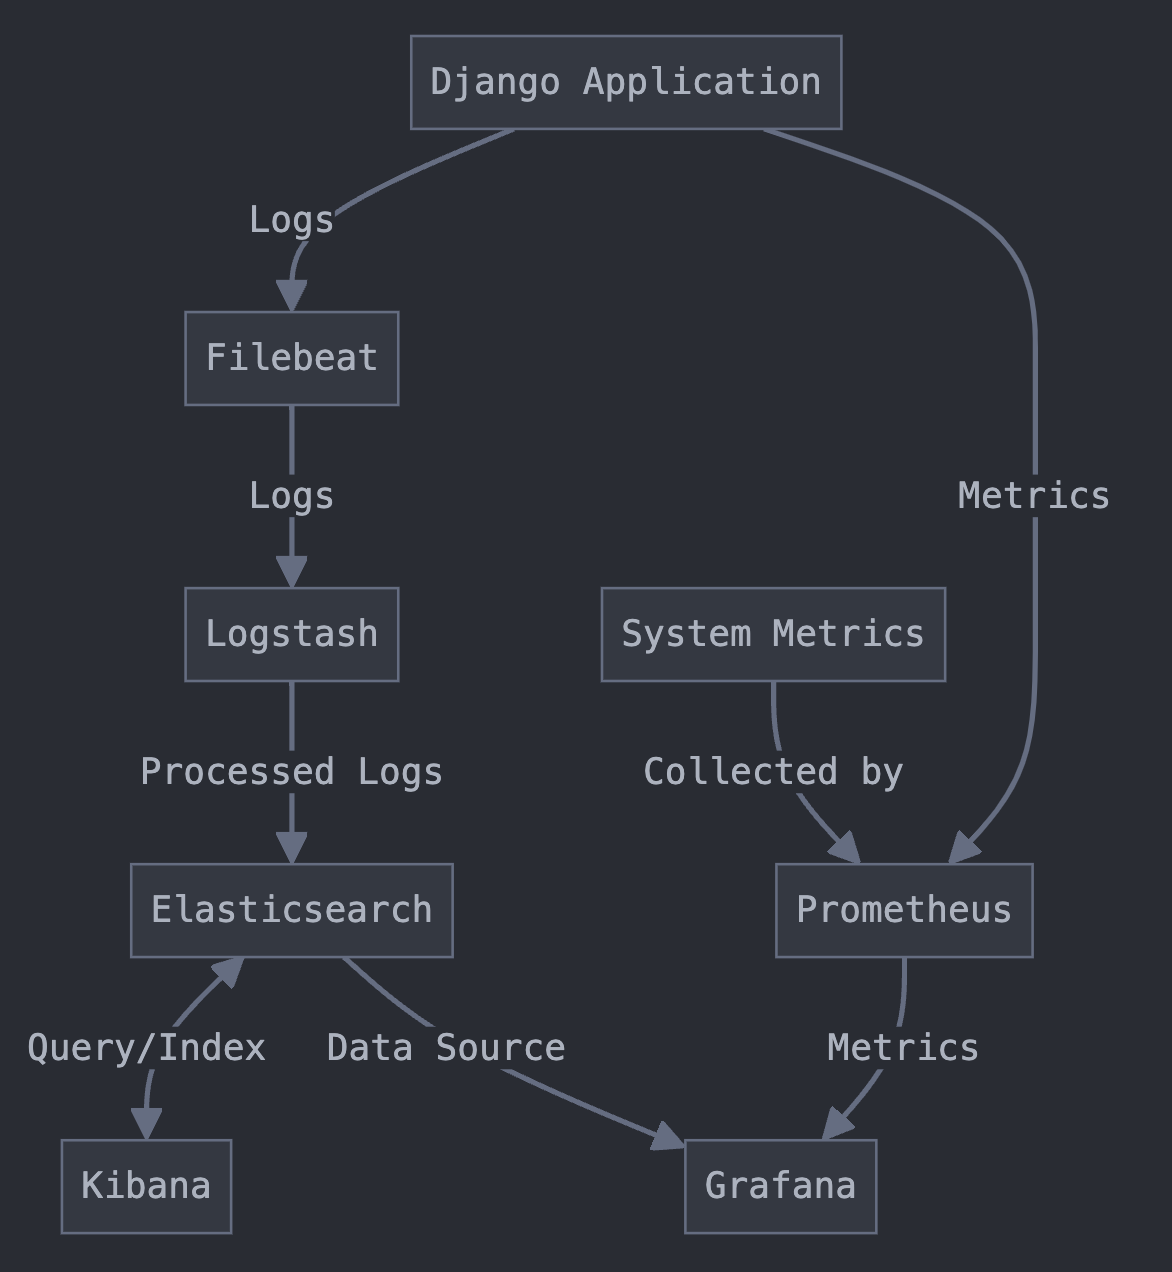 Django Application
Logs
Filebeat
Logs
Metrics
Logstash
System Metrics
Processed Logs
Collected by
Elasticsearch
Prometheus
Query/Index
Data Source
Metrics
Kibana
Grafana